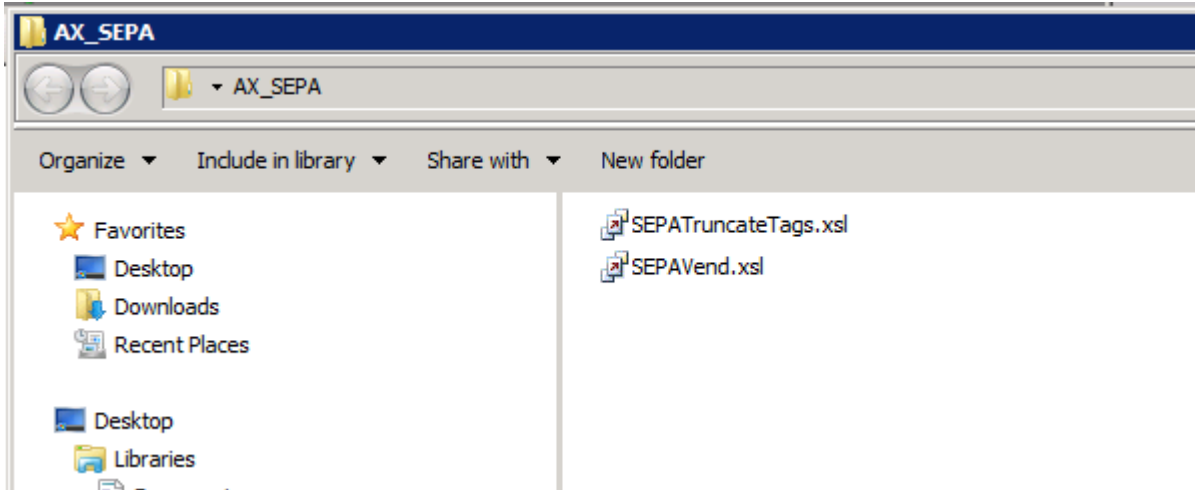 AX_SEPA
AX_SEPA
Organize Include in library Share with New folder
Favorites
Desktop
Downloads
Recent Places
Desktop
Libraries
SEPATruncateTags.xsl
SEPAVend.xsl